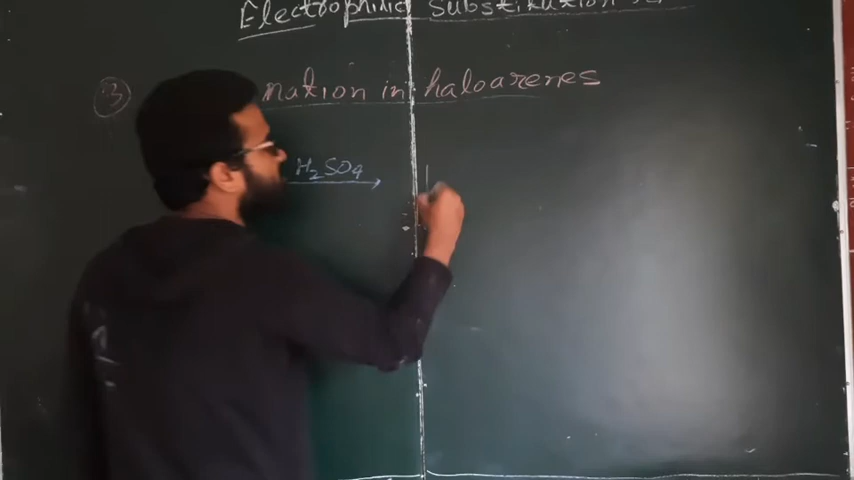 Electrophilic Substitution
③ nation in haloarenes
H₂SO₄